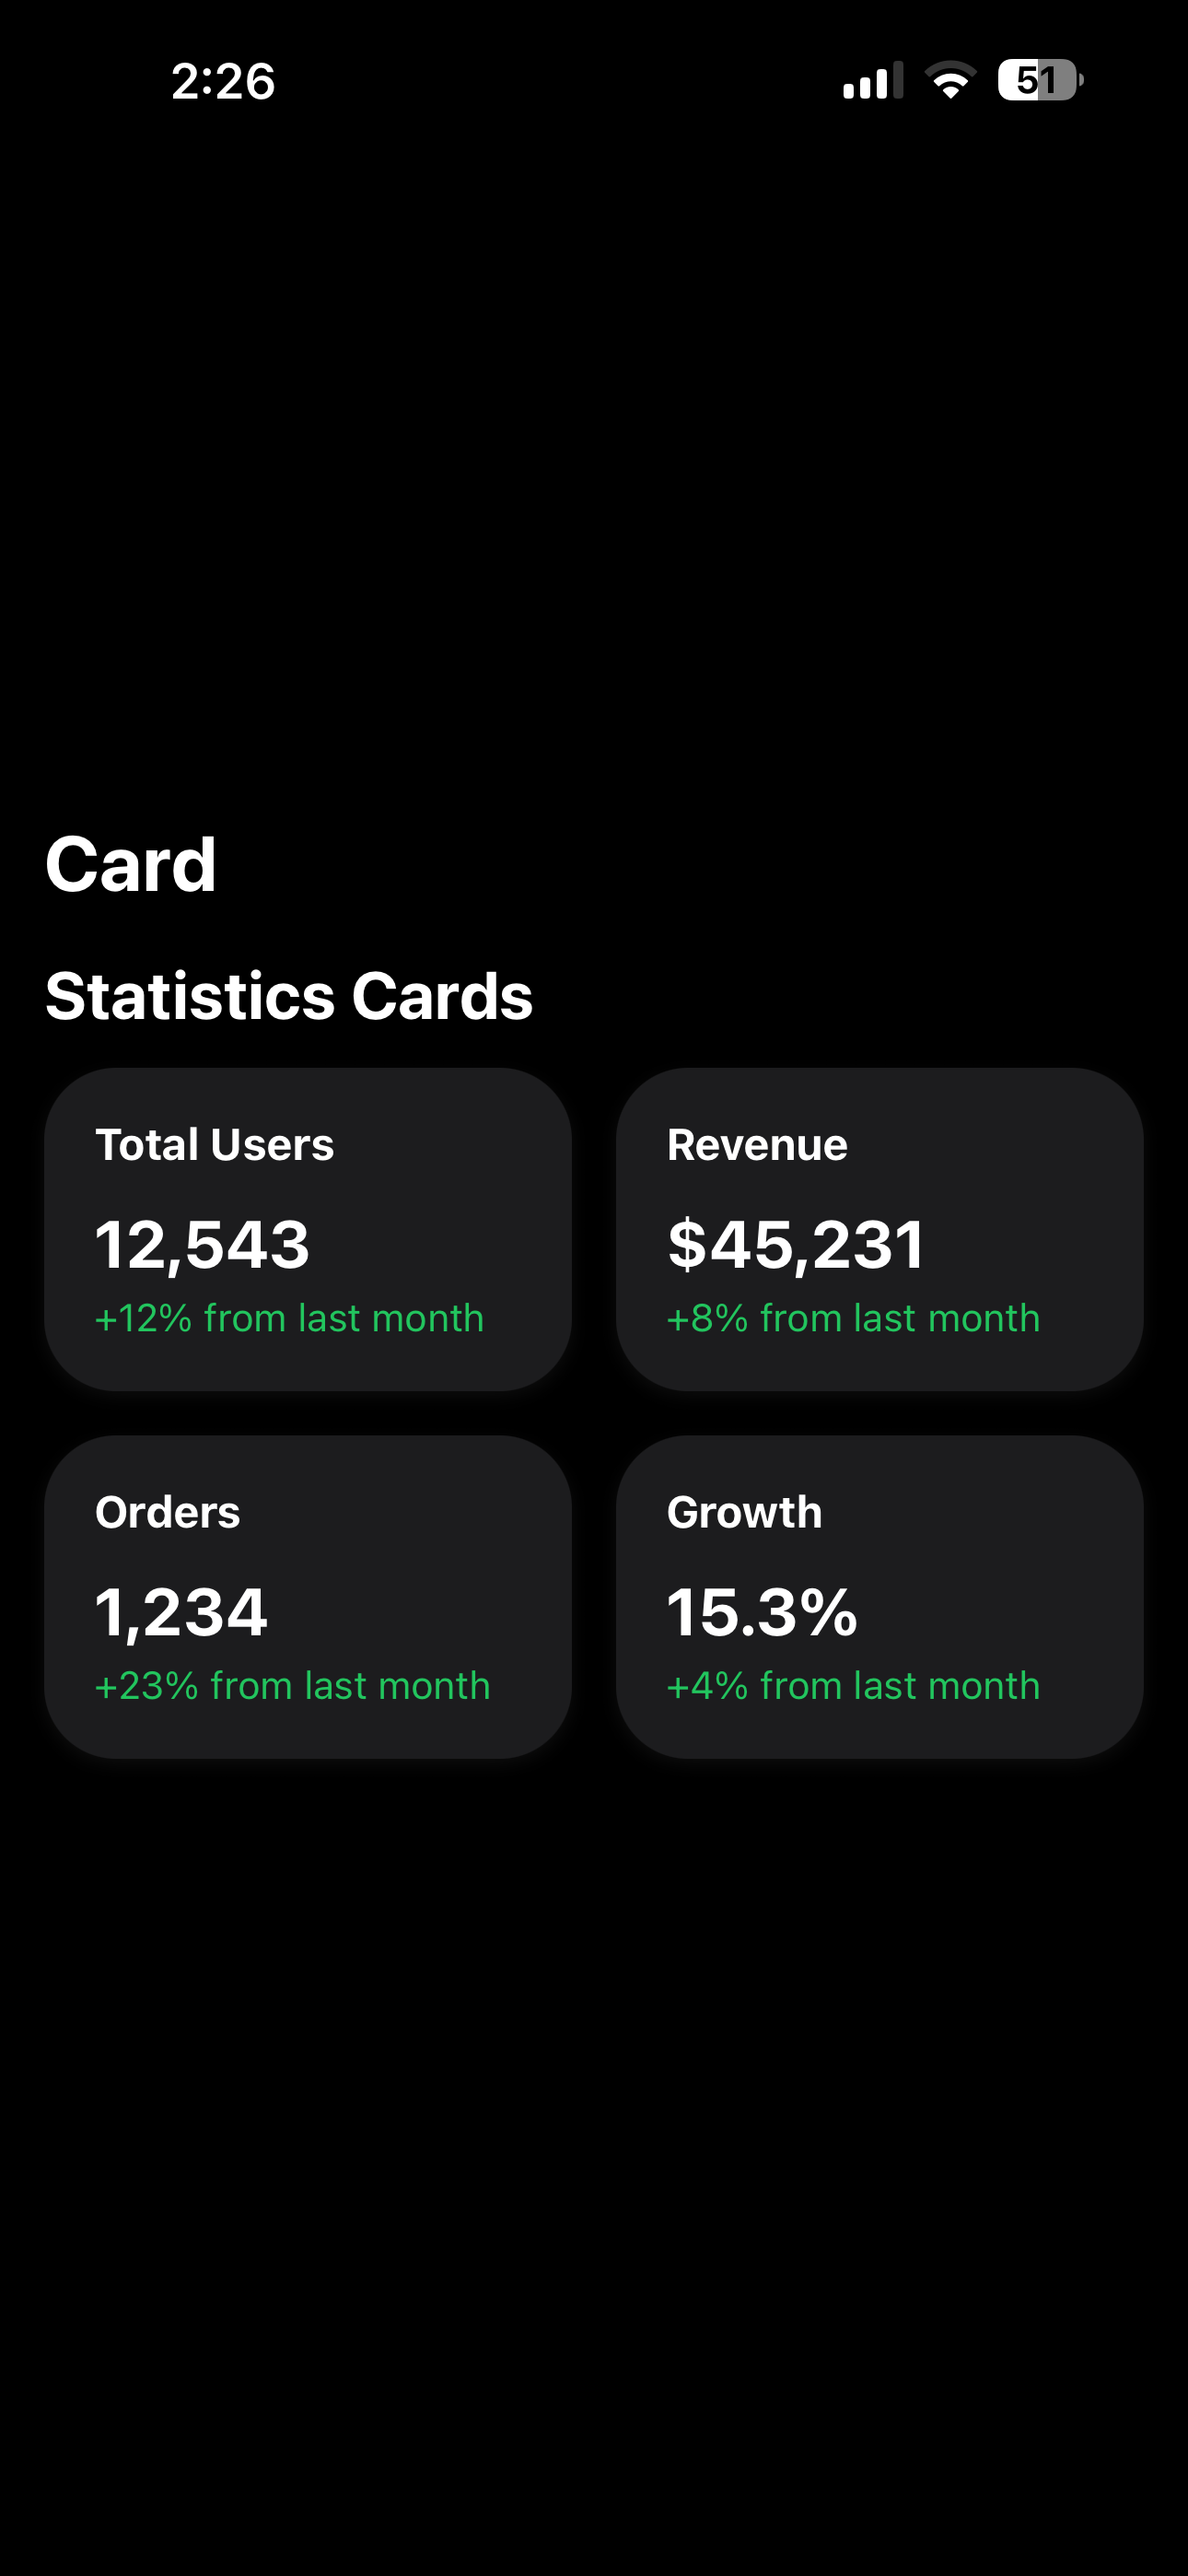 2:26
51
Card
Statistics Cards
Total Users
12,543
+12% from last month
Revenue
$45,231
+8% from last month
Orders
1,234
+23% from last month
Growth
15.3%
+4% from last month